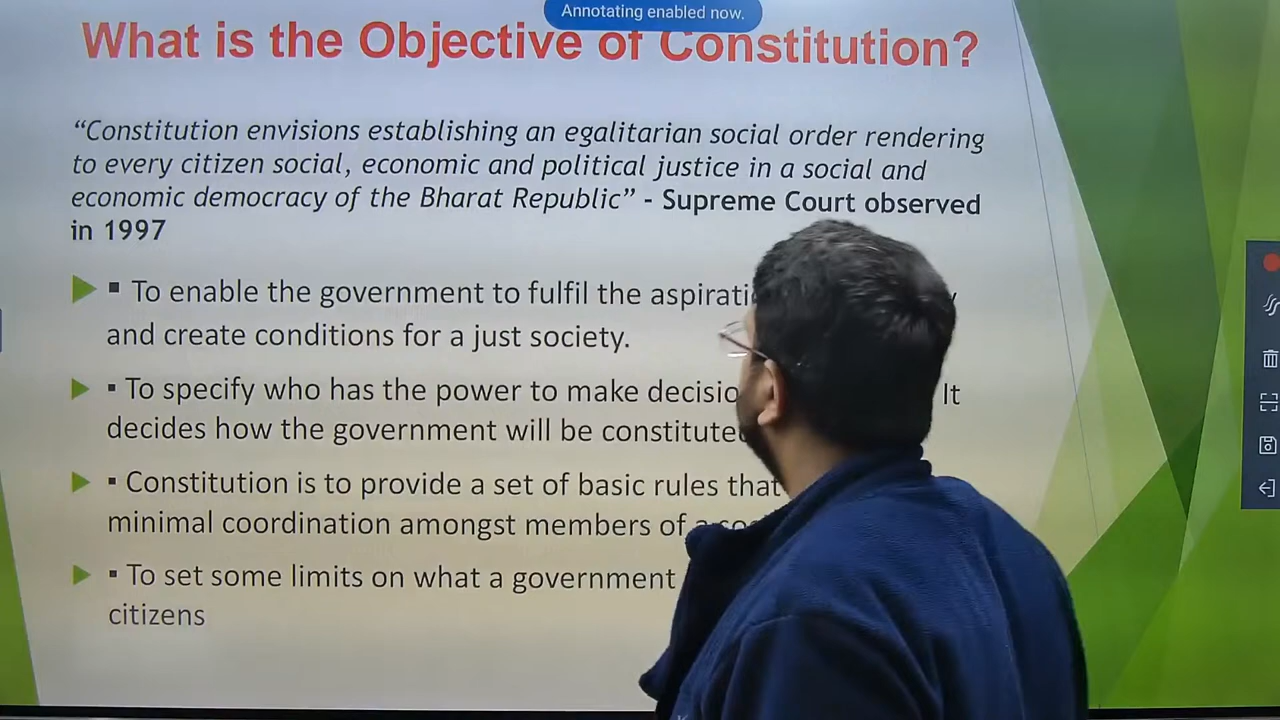 Annotating enabled now.
What is the Objective of Constitution?
“Constitution envisions establishing an egalitarian social order rendering
to every citizen social, economic and political justice in a social and
economic democracy of the Bharat Republic” - Supreme Court observed
in 1997
▪ To enable the government to fulfil the
and create conditions for a just society.
▪ To specify who has the power to make It
decides how the government will be
▪ Constitution is to provide a set of basic rules that
minimal coordination amongst members of
▪ To set some limits on what a government
citizens